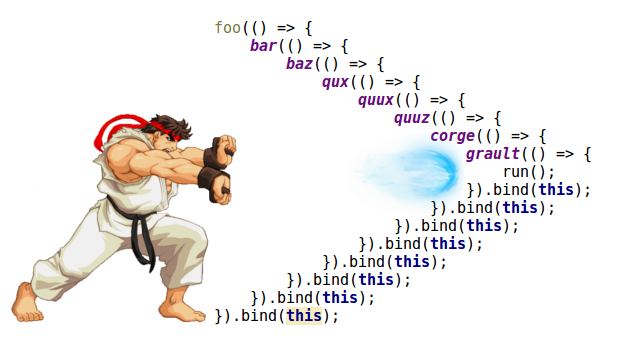 foo(() => {
    bar(() => {
        baz(() => {
            qux(() => {
                quux(() => {
                    quuz(() => {
                        corge(() => {
                            grault(() => {
                                run();
                            }).bind(this);
                        }).bind(this);
                    }).bind(this);
                }).bind(this);
            }).bind(this);
        }).bind(this);
    }).bind(this);
}).bind(this);